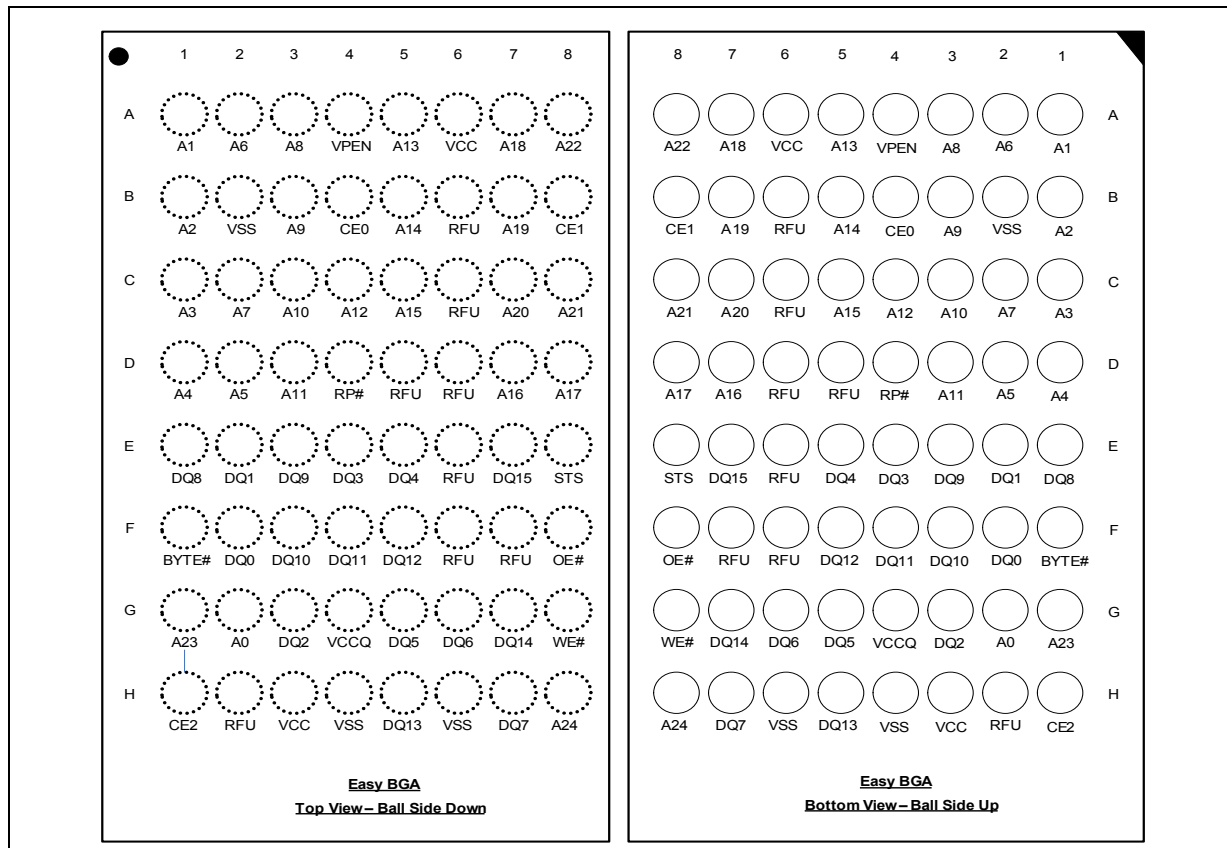 1 2 3 4 5 6 7 8
A
A1 A6 A8 VPEN A13 VCC A18 A22
B
A2 VSS A9 CE0 A14 RFU A19 CE1
C
A3 A7 A10 A12 A15 RFU A20 A21
D
A4 A5 A11 RP# RFU RFU A16 A17
E
DQ8 DQ1 DQ9 DQ3 DQ4 RFU DQ15 STS
F
BYTE# DQ0 DQ10 DQ11 DQ12 RFU RFU OE#
G
A23 A0 DQ2 VCCQ DQ5 DQ6 DQ14 WE#
H
CE2 RFU VCC VSS DQ13 VSS DQ7 A24
Easy BGA
Top View – Ball Side Down
8 7 6 5 4 3 2 1
A
A22 A18 VCC A13 VPEN A8 A6 A1
B
CE1 A19 RFU A14 CE0 A9 VSS A2
C
A21 A20 RFU A15 A12 A10 A7 A3
D
A17 A16 RFU RFU RP# A11 A5 A4
E
STS DQ15 RFU DQ4 DQ3 DQ9 DQ1 DQ8
F
OE# RFU RFU DQ12 DQ11 DQ10 DQ0 BYTE#
G
WE# DQ14 DQ6 DQ5 VCCQ DQ2 A0 A23
H
A24 DQ7 VSS DQ13 VSS VCC RFU CE2
Easy BGA
Bottom View – Ball Side Up